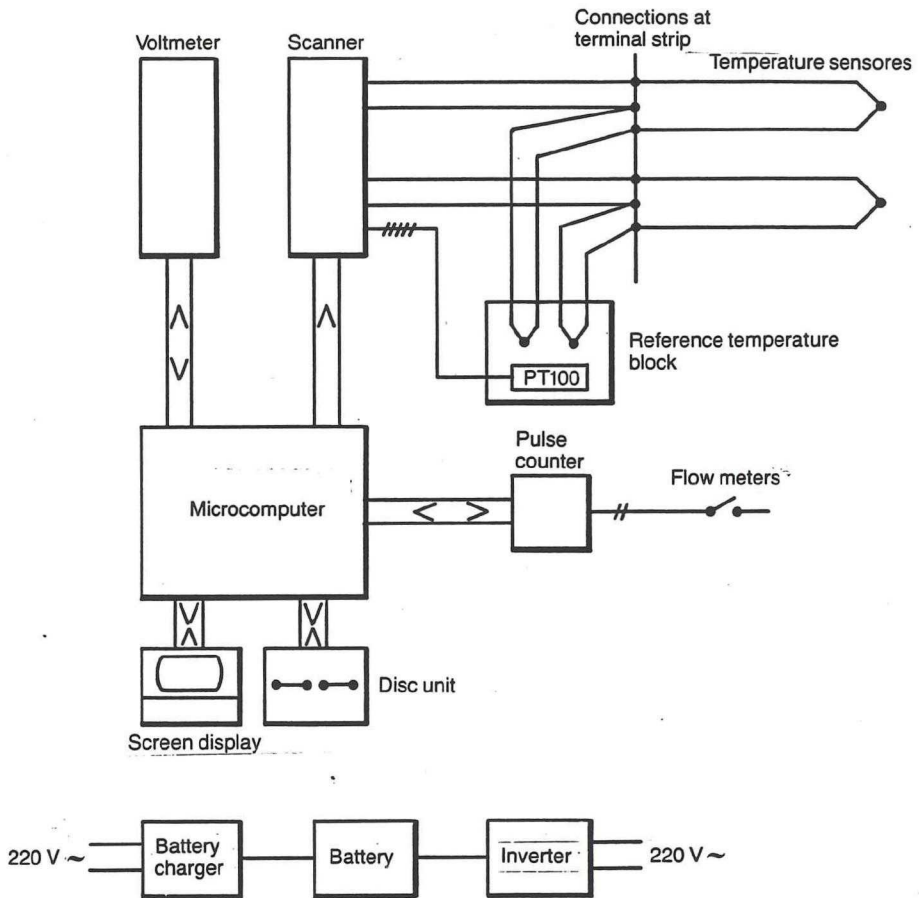 Connections at
terminal strip
Voltmeter
Scanner
Temperature sensores
Reference temperature
block
PT100
Pulse
counter
Flow meters
Microcomputer
Disc unit
Screen display
220 V ~
Battery
charger
Battery
Inverter
220 V ~